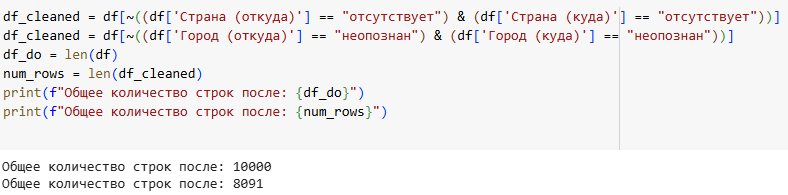 df_cleaned = df[~((df['Страна (откуда)'] == "отсутствует") & (df['Страна (куда)'] == "отсутствует"))]
df_cleaned = df[~((df['Город (откуда)'] == "неопознан") & (df['Город (куда)'] == "неопознан"))]
df_do = len(df)
num_rows = len(df_cleaned)
print(f"Общее количество строк после: {df_do}")
print(f"Общее количество строк после: {num_rows}")
Общее количество строк после: 10000
Общее количество строк после: 8091